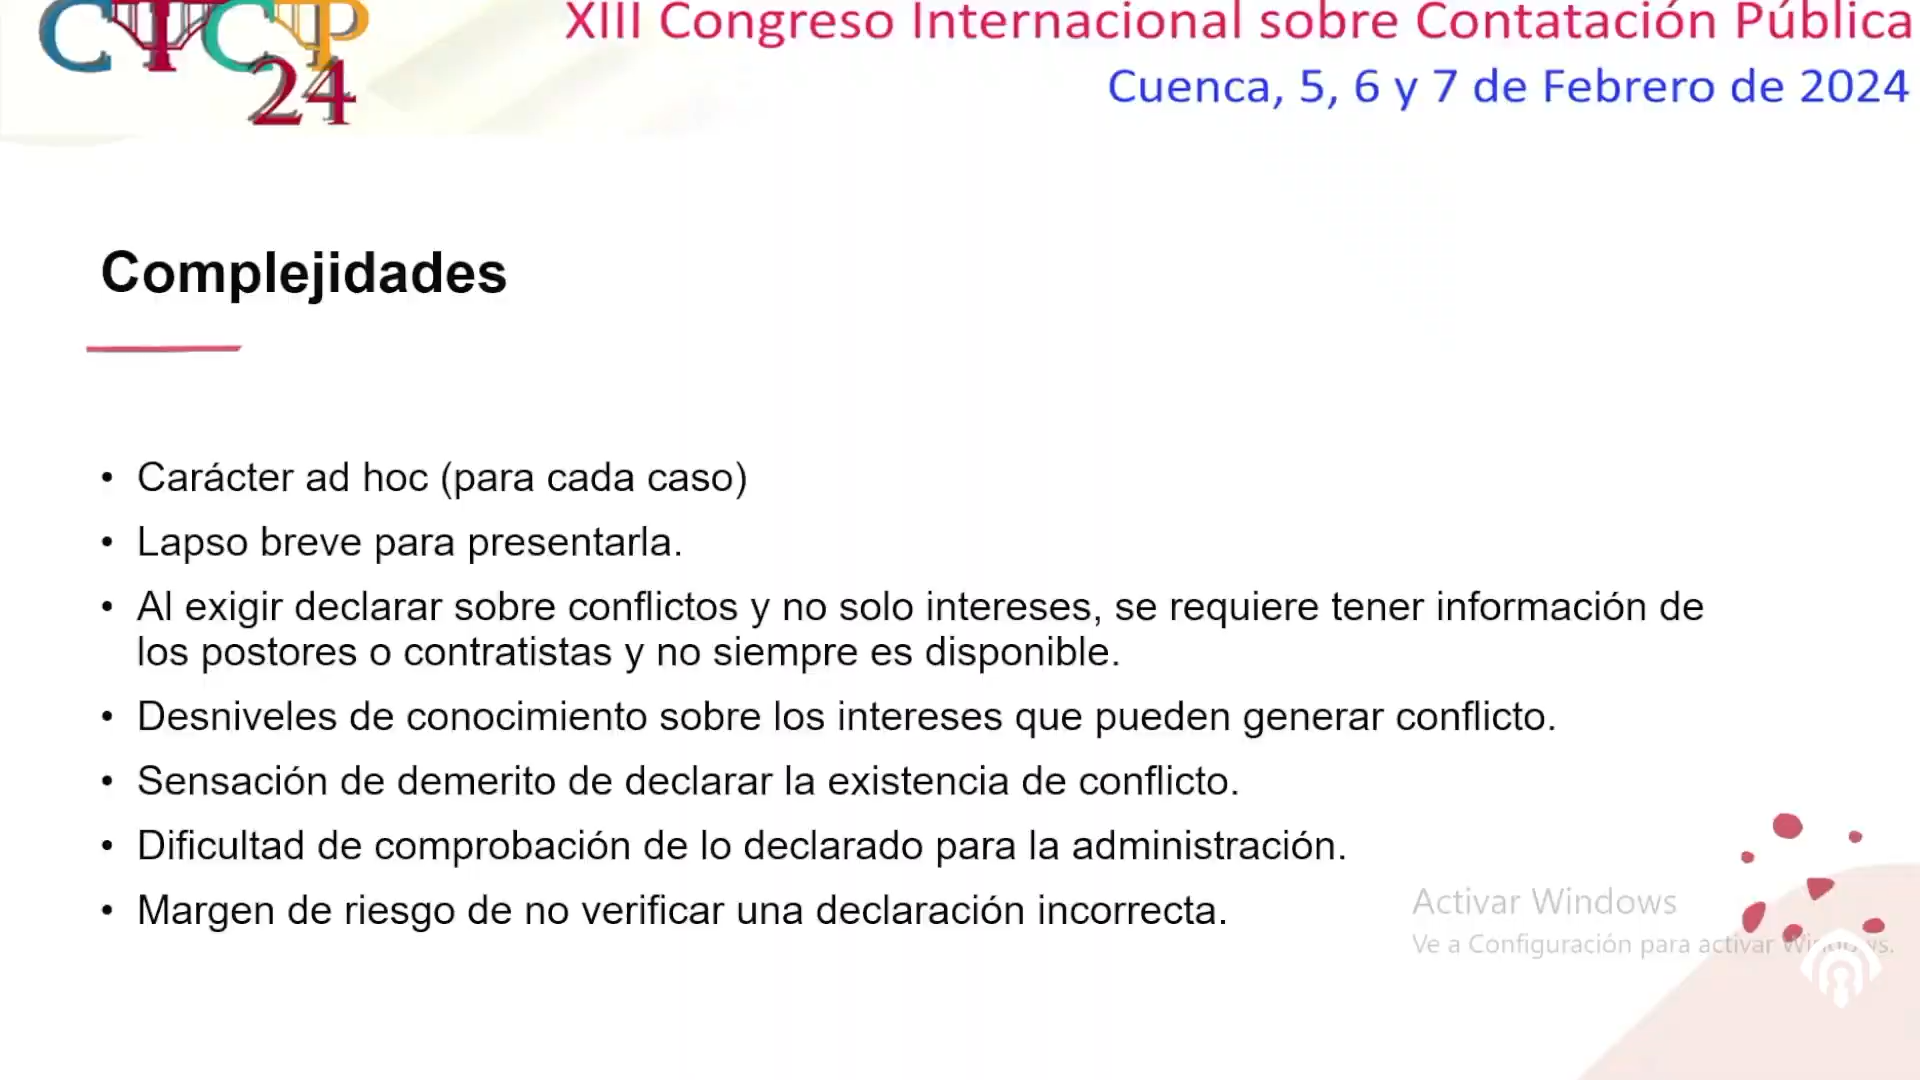 CICP
24
XIII Congreso Internacional sobre Contatación Pública
Cuenca, 5, 6 y 7 de Febrero de 2024
Complejidades
• Carácter ad hoc (para cada caso)
• Lapso breve para presentarla.
• Al exigir declarar sobre conflictos y no solo intereses, se requiere tener información de
los postores o contratistas y no siempre es disponible.
• Desniveles de conocimiento sobre los intereses que pueden generar conflicto.
• Sensación de demerito de declarar la existencia de conflicto.
• Dificultad de comprobación de lo declarado para la administración.
• Margen de riesgo de no verificar una declaración incorrecta.
Activar Windows
Ve a Configuración para activar Windows.